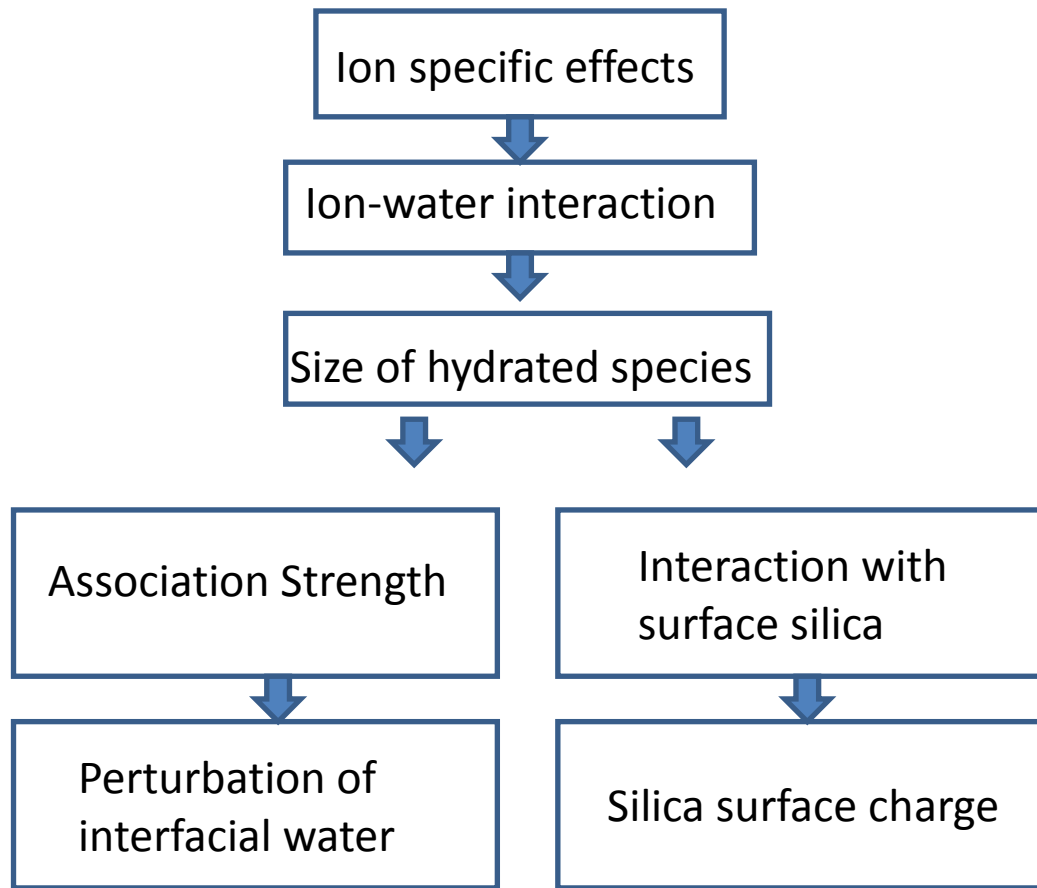 Ion specific effects
Ion-water interaction
Size of hydrated species
Association Strength
Interaction with
surface silica
Perturbation of
interfacial water
Silica surface charge